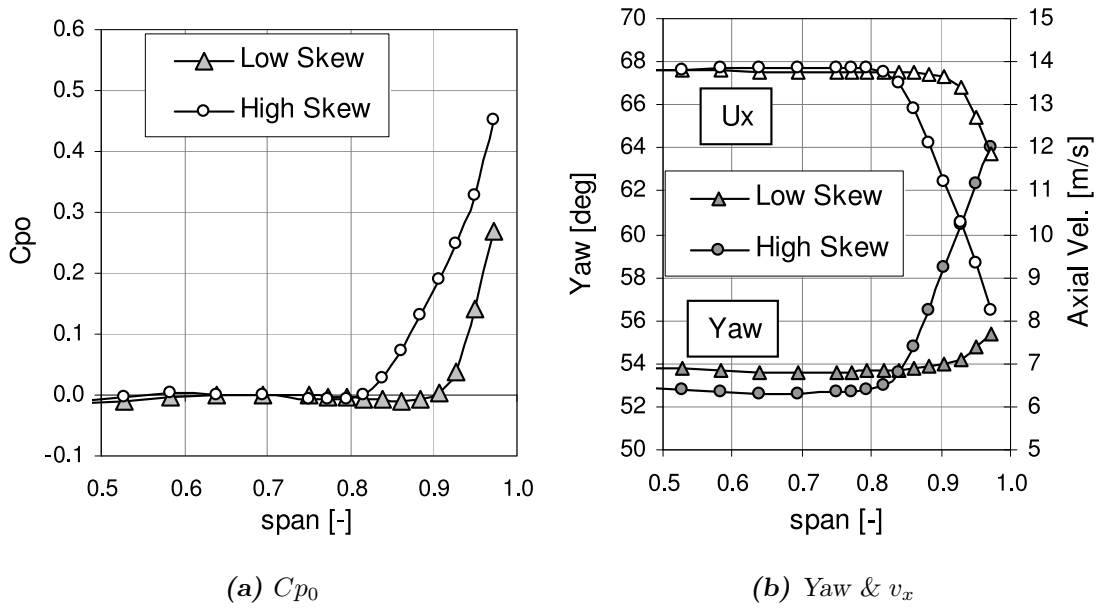 0.6
0.5
0.4
0.3
0.2
0.1
0.0
-0.1
Cpo
Low Skew
High Skew
0.5 0.6 0.7 0.8 0.9 1.0
span [-]
(a) Cp0
70
68
66
64
62
60
58
56
54
52
50
Yaw [deg]
Ux
Low Skew
High Skew
Yaw
15
14
13
12
11
10
9
8
7
6
5
Axial Vel. [m/s]
0.5 0.6 0.7 0.8 0.9 1.0
span [-]
(b) Yaw & vx